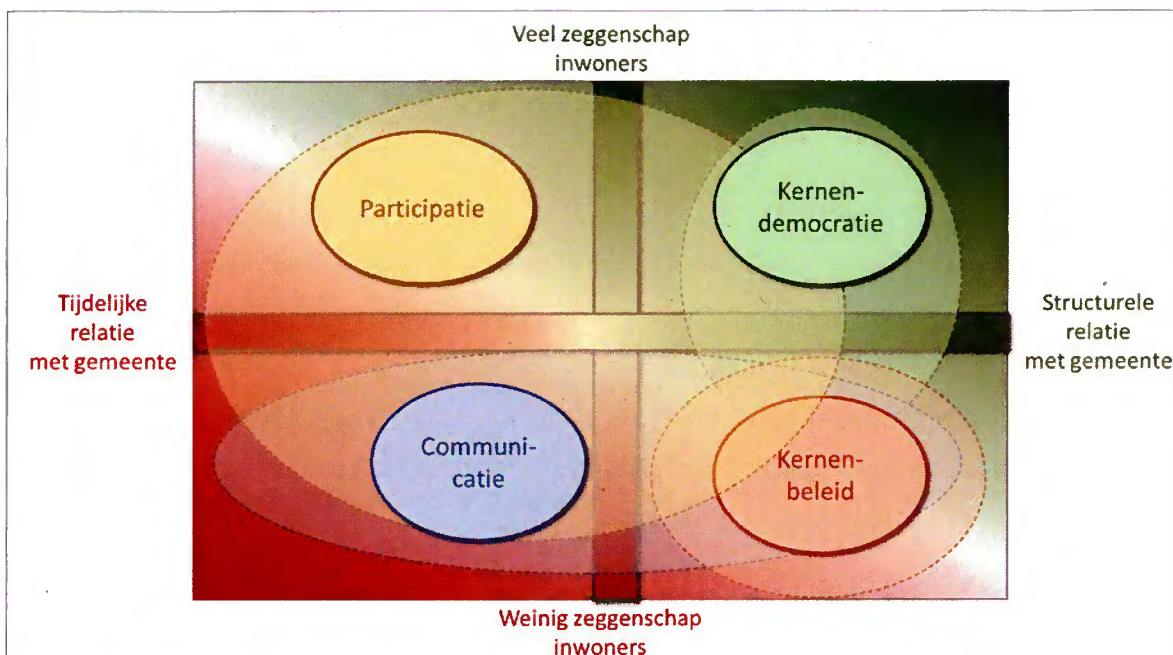 Veel zeggenschap
inwoners
Participatie
Kernen-
democratie
Tijdelijke
relatie
met gemeente
Structurele
relatie
met gemeente
Communi-
catie
Kernen-
beleid
Weinig zeggenschap
inwoners